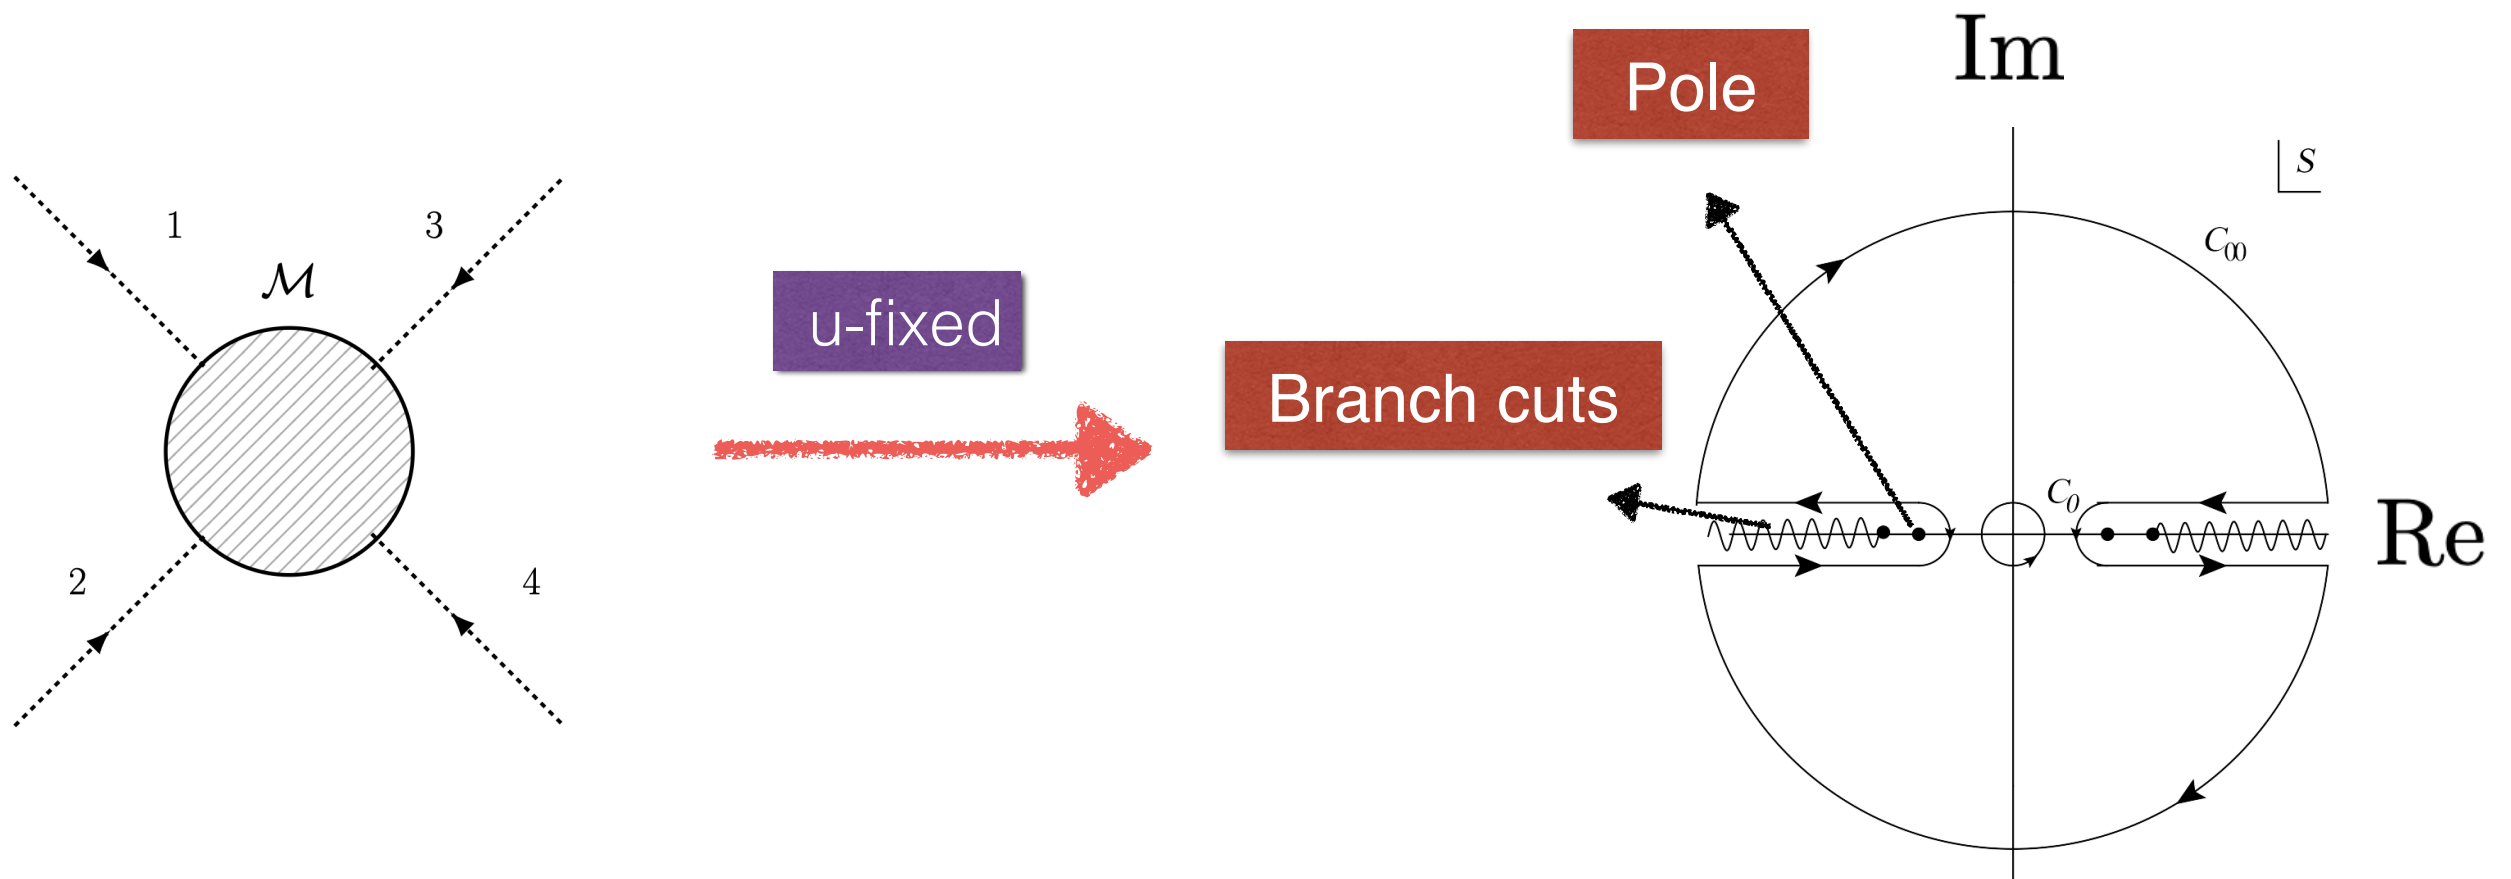 1
3
ℳ
2
4
u-fixed
Pole
Branch cuts
Im
s
C∞
C0
Re